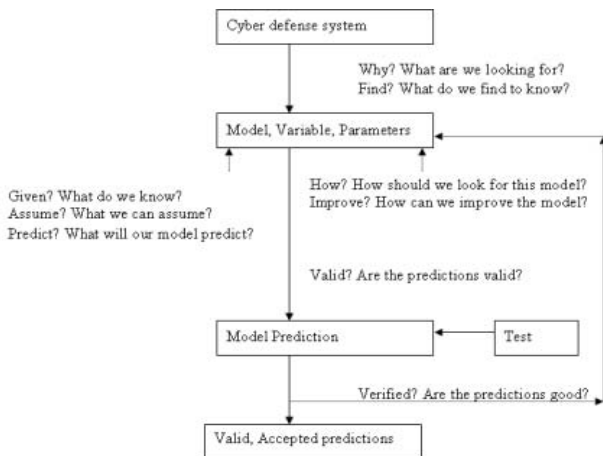 Cyber defense system
Why? What are we looking for?
Find? What do we find to know?
Model, Variable, Parameters
Given? What do we know?
Assume? What we can assume?
Predict? What will our model predict?
How? How should we look for this model?
Improve? How can we improve the model?
Valid? Are the predictions valid?
Model Prediction
Test
Verified? Are the predictions good?
Valid, Accepted predictions